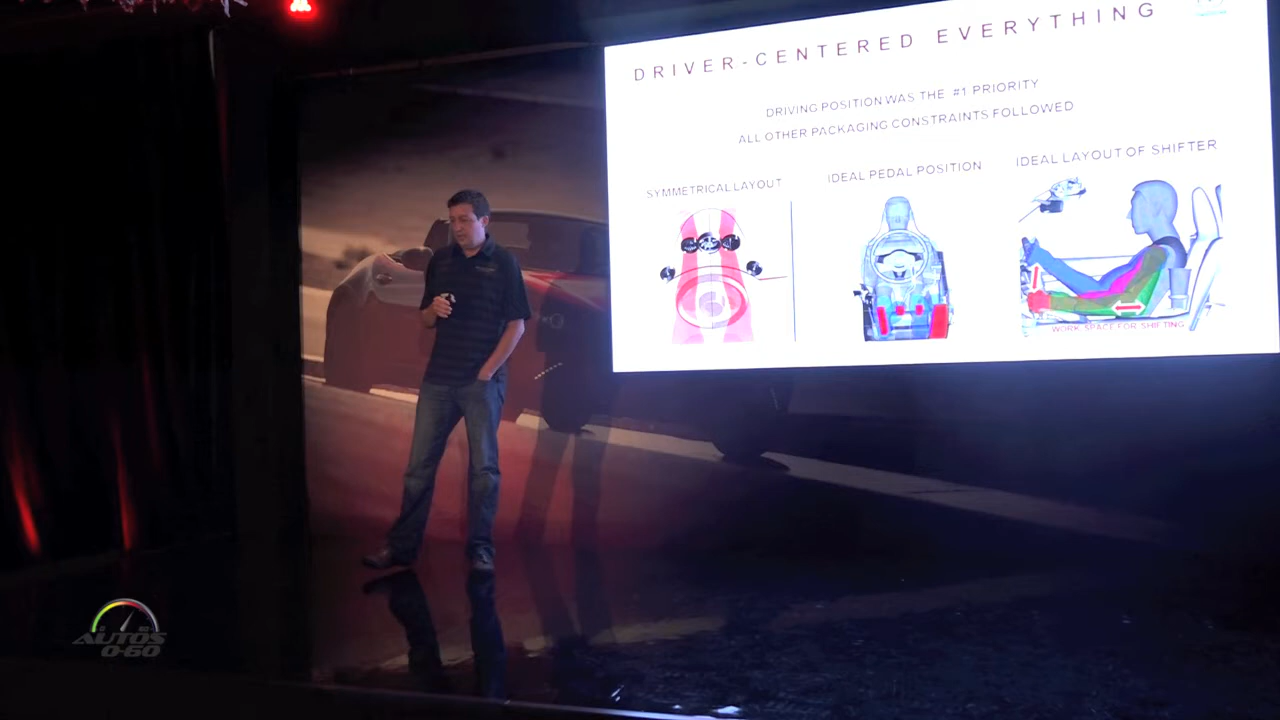 DRIVER-CENTERED EVERYTHING
DRIVING POSITION WAS THE #1 PRIORITY
ALL OTHER PACKAGING CONSTRAINTS FOLLOWED
SYMMETRICAL LAYOUT
IDEAL PEDAL POSITION
IDEAL LAYOUT OF SHIFTER
WORK SPACE FOR SHIFTING
AUTOS
0-60